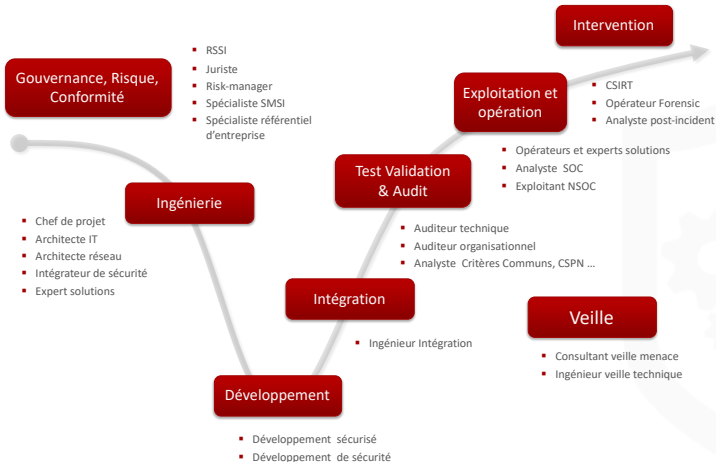 Gouvernance, Risque,
Conformité
▪ RSSI
▪ Juriste
▪ Risk-manager
▪ Spécialiste SMSI
▪ Spécialiste référentiel
d'entreprise
Ingénierie
▪ Chef de projet
▪ Architecte IT
▪ Architecte réseau
▪ Intégrateur de sécurité
▪ Expert solutions
Développement
▪ Développement sécurisé
▪ Développement de sécurité
Intégration
▪ Ingénieur Intégration
Test Validation
& Audit
▪ Auditeur technique
▪ Auditeur organisationnel
▪ Analyste Critères Communs, CSPN ...
Exploitation et
opération
▪ Opérateurs et experts solutions
▪ Analyste SOC
▪ Exploitant NSOC
Intervention
▪ CSIRT
▪ Opérateur Forensic
▪ Analyste post-incident
Veille
▪ Consultant veille menace
▪ Ingénieur veille technique